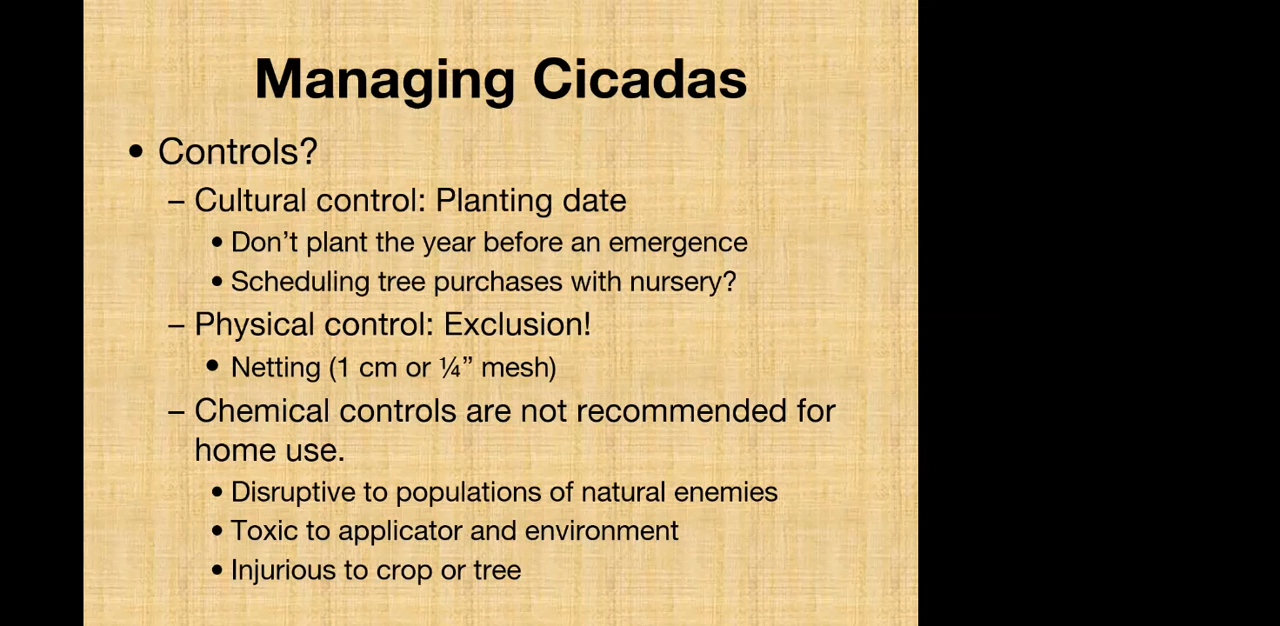 Managing Cicadas
• Controls?
– Cultural control: Planting date
• Don’t plant the year before an emergence
• Scheduling tree purchases with nursery?
– Physical control: Exclusion!
• Netting (1 cm or ¼” mesh)
– Chemical controls are not recommended for
home use.
• Disruptive to populations of natural enemies
• Toxic to applicator and environment
• Injurious to crop or tree